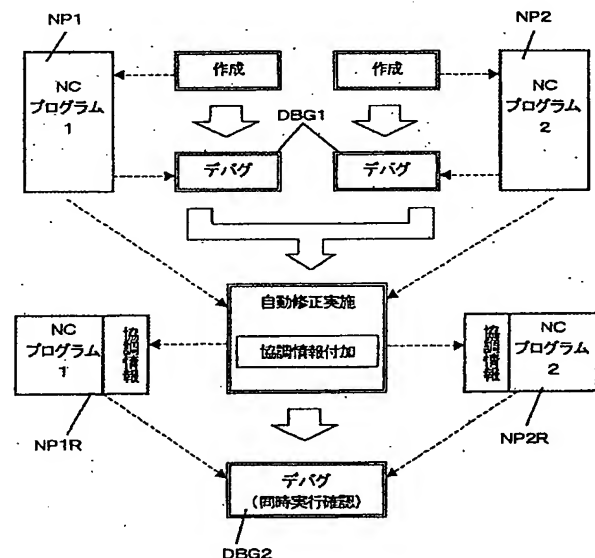 NP1
NP2
NC
プログラム
1
作成
作成
NC
プログラム
2
DBG1
デバグ
デバグ
自動修正実施
協調情報付加
NC
プログラム
1'
協調情報
協調情報
NC
プログラム
2
NP1R
NP2R
デバグ
(同時実行確認)
DBG2